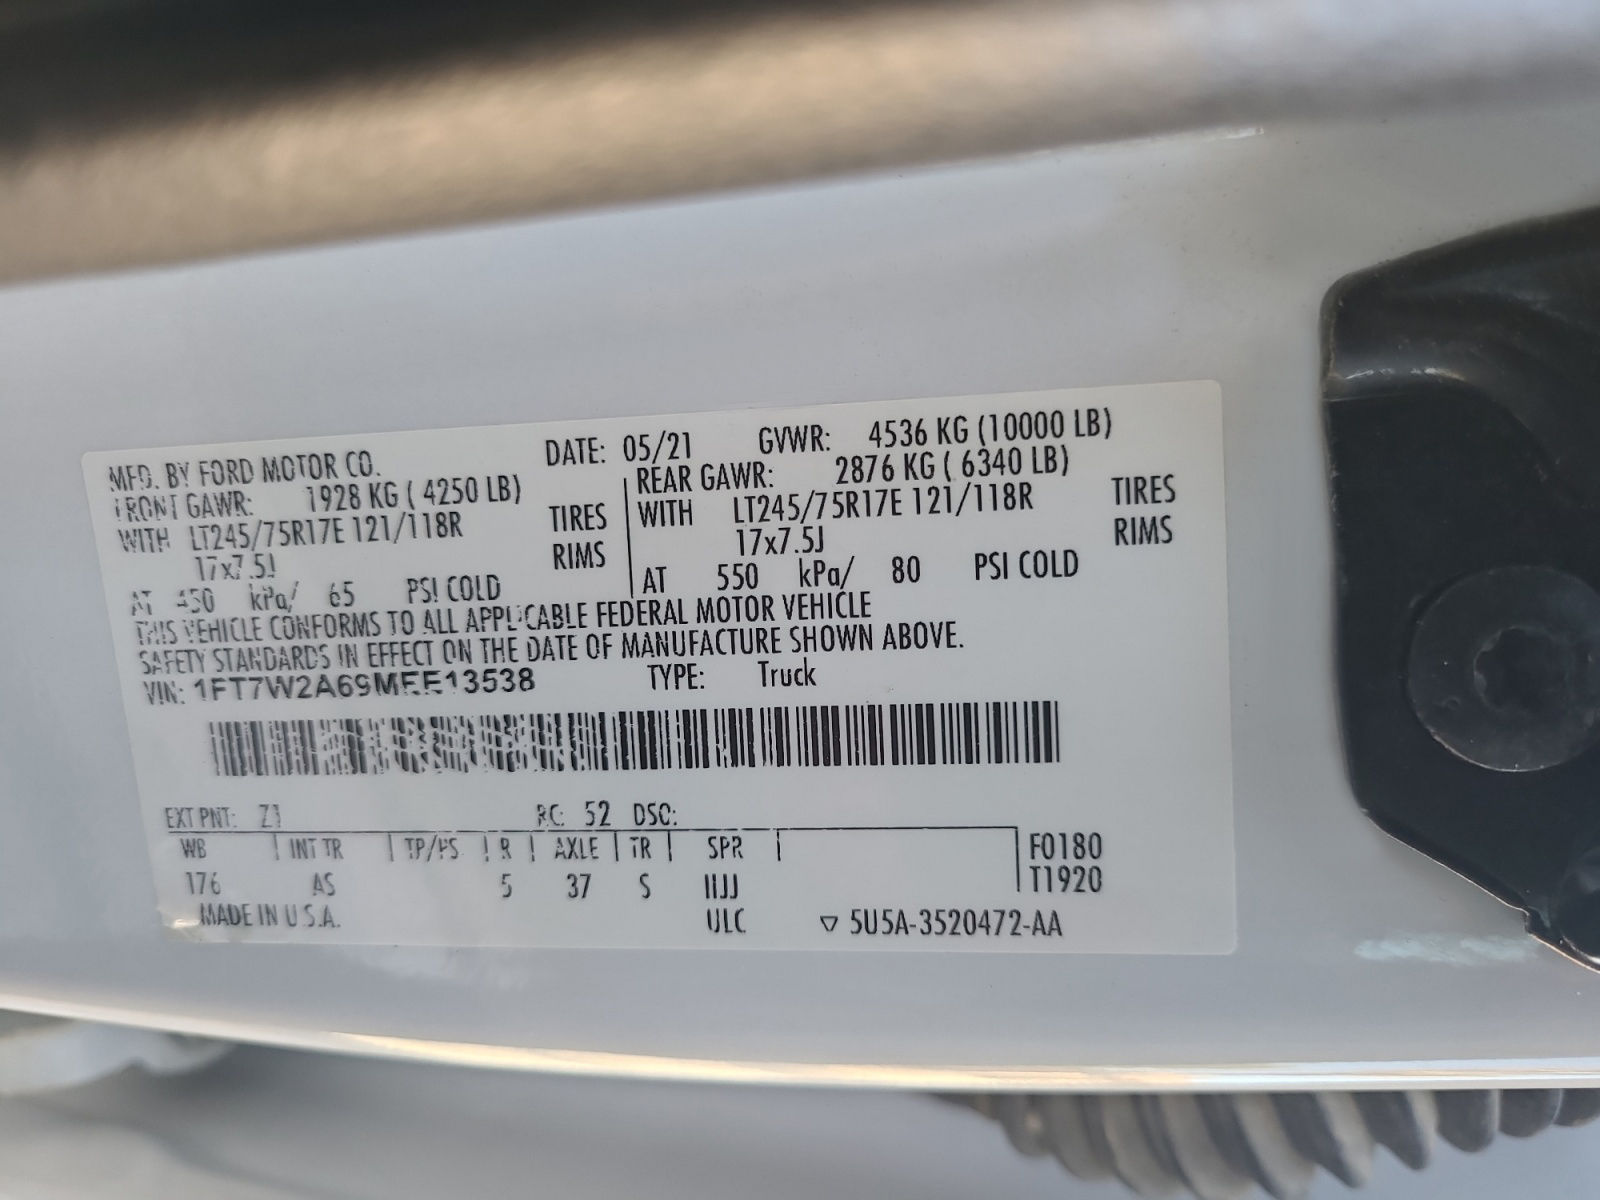 MFD. BY FORD MOTOR CO. DATE: 05/21 GVWR: 4536 KG (10000 LB)
FRONT GAWR: 1928 KG ( 4250 LB) REAR GAWR: 2876 KG ( 6340 LB)
WITH LT245/75R17E 121/118R TIRES WITH LT245/75R17E 121/118R TIRES
17x7.5J RIMS 17x7.5J RIMS
AT 450 kPa/ 65 PSI COLD AT 550 kPa/ 80 PSI COLD
THIS VEHICLE CONFORMS TO ALL APPLICABLE FEDERAL MOTOR VEHICLE
SAFETY STANDARDS IN EFFECT ON THE DATE OF MANUFACTURE SHOWN ABOVE.
VIN: 1FT7W2A69MEE13538 TYPE: Truck
EXT PNT: Z1 RC: 52 DSO:
WB INT TR TP/PS R AXLE TR SPR F0180
176 AS 5 37 S IIJJ T1920
MADE IN U.S.A. ULC ▽ 5U5A-3520472-AA